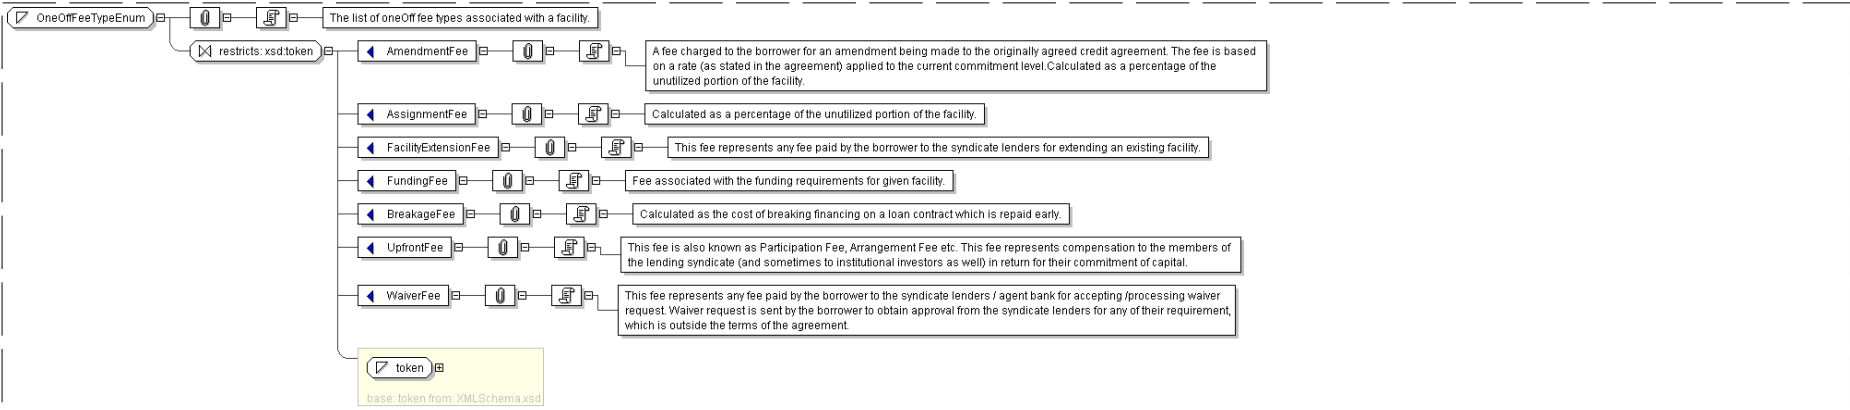 OneOffFeeTypeEnum
The list of oneOff fee types associated with a facility.
restricts: xsd:token
AmendmentFee
A fee charged to the borrower for an amendment being made to the originally agreed credit agreement. The fee is based
on a rate (as stated in the agreement) applied to the current commitment level.Calculated as a percentage of the
unutilized portion of the facility.
AssignmentFee
Calculated as a percentage of the unutilized portion of the facility.
FacilityExtensionFee
This fee represents any fee paid by the borrower to the syndicate lenders for extending an existing facility.
FundingFee
Fee associated with the funding requirements for given facility.
BreakageFee
Calculated as the cost of breaking financing on a loan contract which is repaid early.
UpfrontFee
This fee is also known as Participation Fee, Arrangement Fee etc. This fee represents compensation to the members of
the lending syndicate (and sometimes to institutional investors as well) in return for their commitment of capital.
WaiverFee
This fee represents any fee paid by the borrower to the syndicate lenders / agent bank for accepting /processing waiver
request. Waiver request is sent by the borrower to obtain approval from the syndicate lenders for any of their requirement,
which is outside the terms of the agreement.
token
base: token from: XMLSchema.xsd